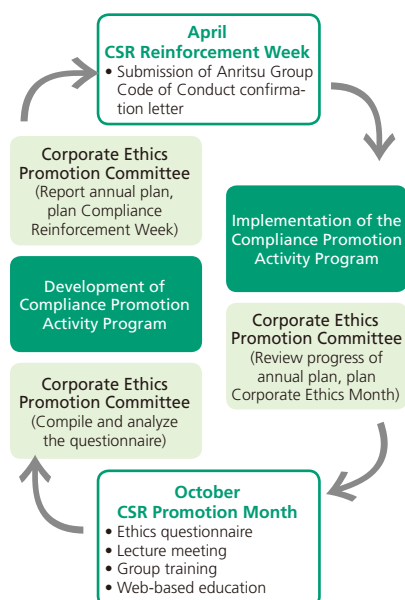 April
CSR Reinforcement Week
• Submission of Anritsu Group
Code of Conduct confirma-
tion letter
Corporate Ethics
Promotion Committee
(Report annual plan,
plan Compliance
Reinforcement Week)
Implementation of the
Compliance Promotion
Activity Program
Development of
Compliance Promotion
Activity Program
Corporate Ethics
Promotion Committee
(Review progress of
annual plan, plan
Corporate Ethics Month)
Corporate Ethics
Promotion Committee
(Compile and analyze
the questionnaire)
October
CSR Promotion Month
• Ethics questionnaire
• Lecture meeting
• Group training
• Web-based education